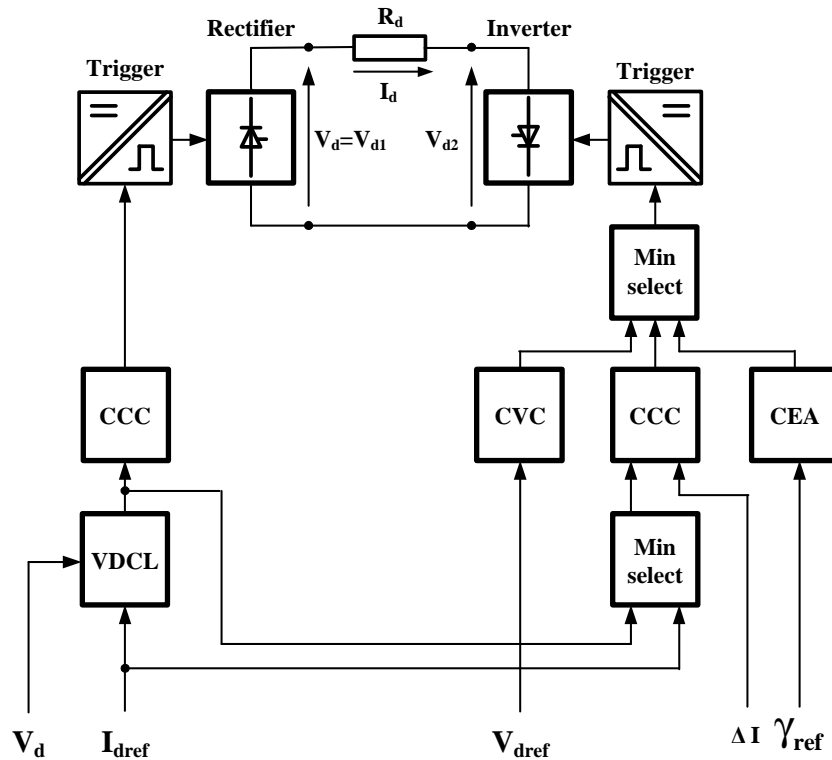 Rectifier
R_d
Inverter
Trigger
I_d
Trigger
V_d=V_d1
V_d2
Min
select
CCC
CVC
CCC
CEA
VDCL
Min
select
V_d
I_dref
V_dref
Δ I
γ_ref